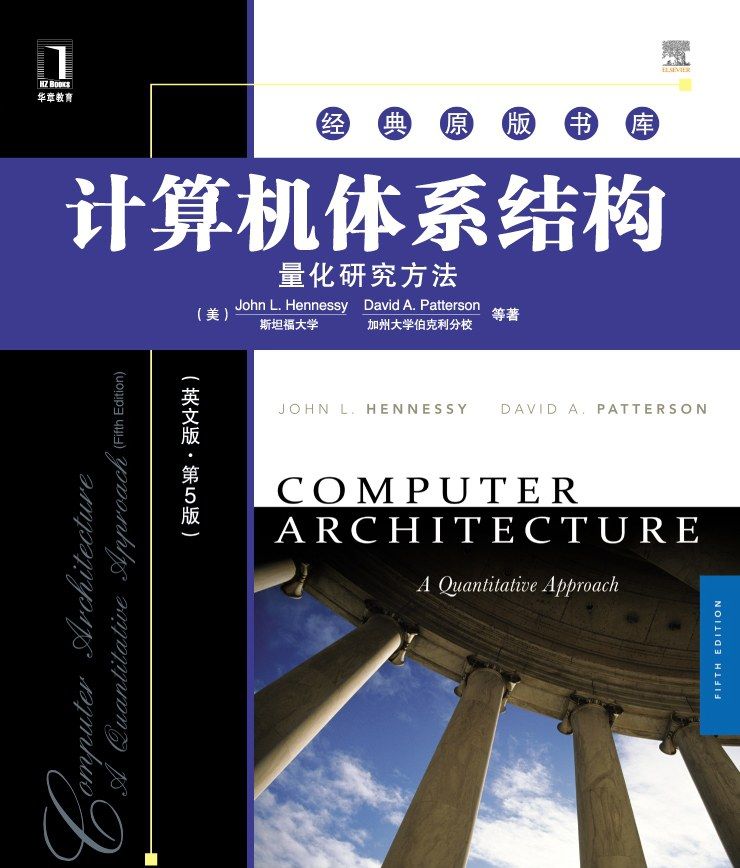 HZ BOOKS
华章教育
ELSEVIER
经典原版书库
计算机体系结构
量化研究方法
(美) John L. Hennessy David A. Patterson 等著
斯坦福大学 加州大学伯克利分校
(英文版·第5版)
Computer Architecture
A Quantitative Approach (Fifth Edition)
JOHN L. HENNESSY DAVID A. PATTERSON
COMPUTER
ARCHITECTURE
A Quantitative Approach
FIFTH EDITION